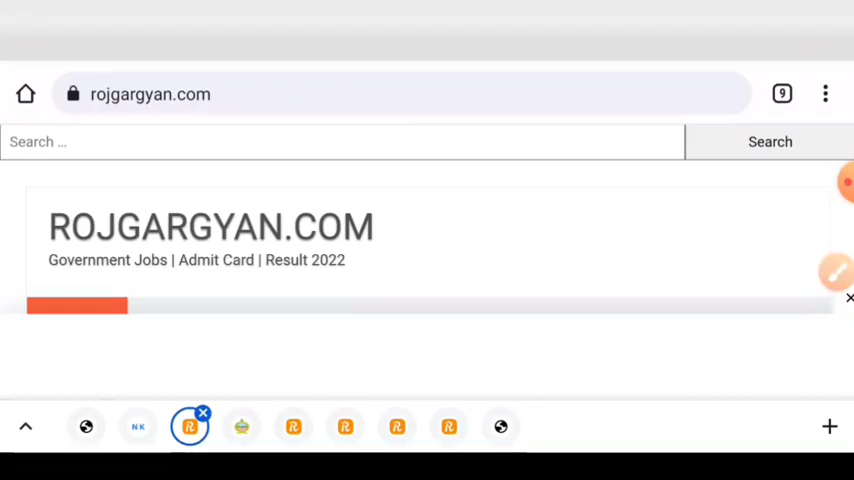 rojgargyan.com
9
Search ...
Search
ROJGARGYAN.COM
Government Jobs | Admit Card | Result 2022
NK
R
R
R
R
R